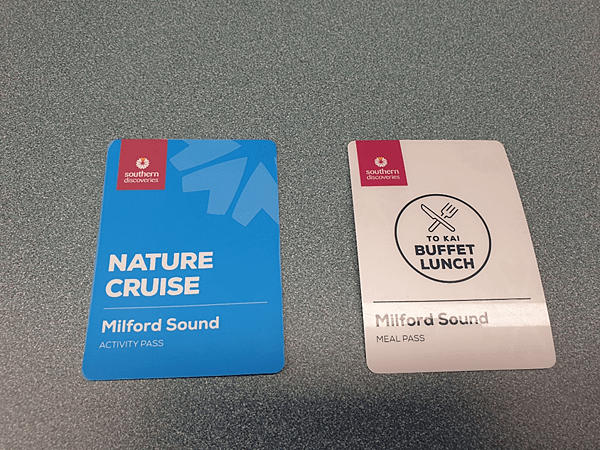 southern
discoveries
NATURE
CRUISE
Milford Sound
ACTIVITY PASS
southern
discoveries
TO KAI
BUFFET
LUNCH
Milford Sound
MEAL PASS